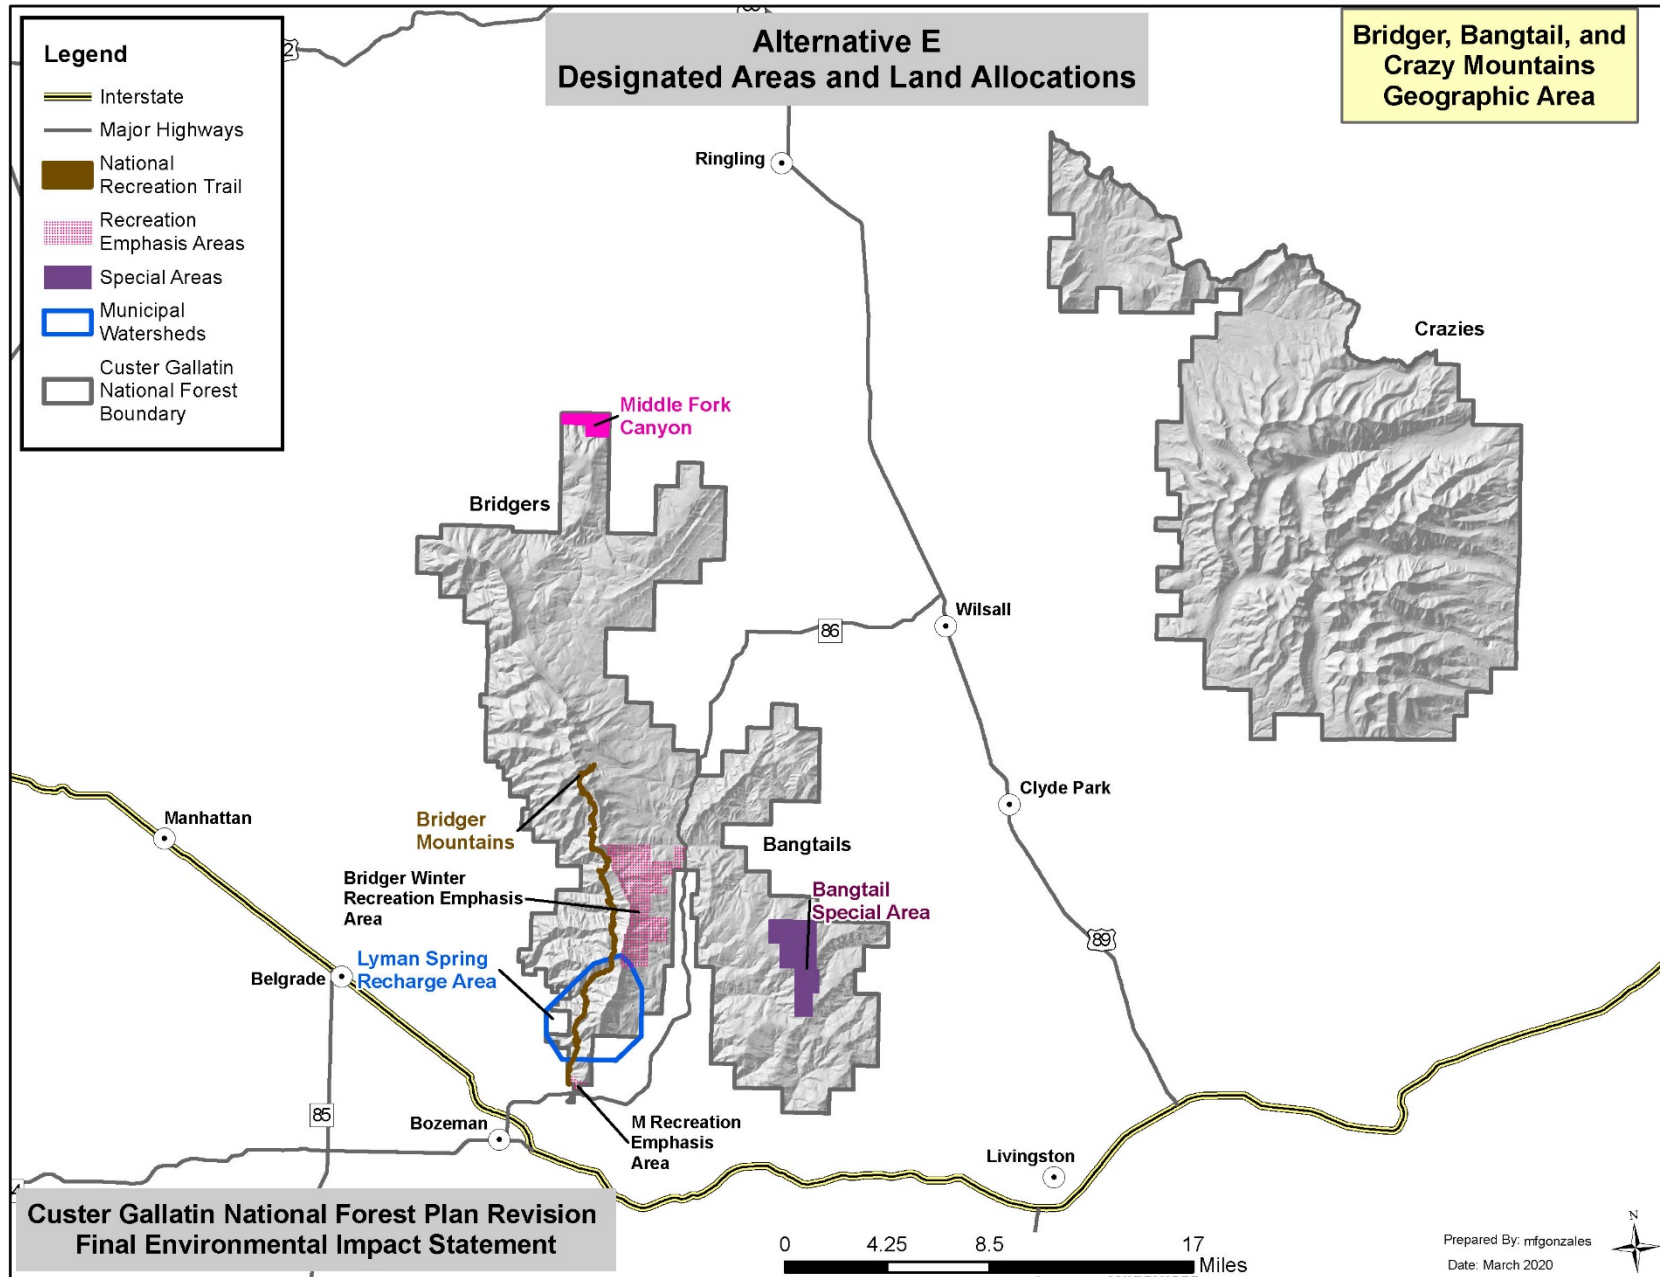 Alternative E
Designated Areas and Land Allocations
Bridger, Bangtail, and
Crazy Mountains
Geographic Area
Legend
Interstate
Major Highways
National
Recreation Trail
Recreation
Emphasis Areas
Special Areas
Municipal
Watersheds
Custer Gallatin
National Forest
Boundary
Ringling
Crazies
Middle Fork
Canyon
Bridgers
Wilsall
86
Clyde Park
Manhattan
Bridger
Mountains
Bangtails
Bridger Winter
Recreation Emphasis
Area
Bangtail
Special Area
89
Lyman Spring
Recharge Area
Belgrade
85
Bozeman
M Recreation
Emphasis
Area
Livingston
Custer Gallatin National Forest Plan Revision
Final Environmental Impact Statement
0 4.25 8.5 17
Miles
N
Prepared By: mfgonzales
Date: March 2020